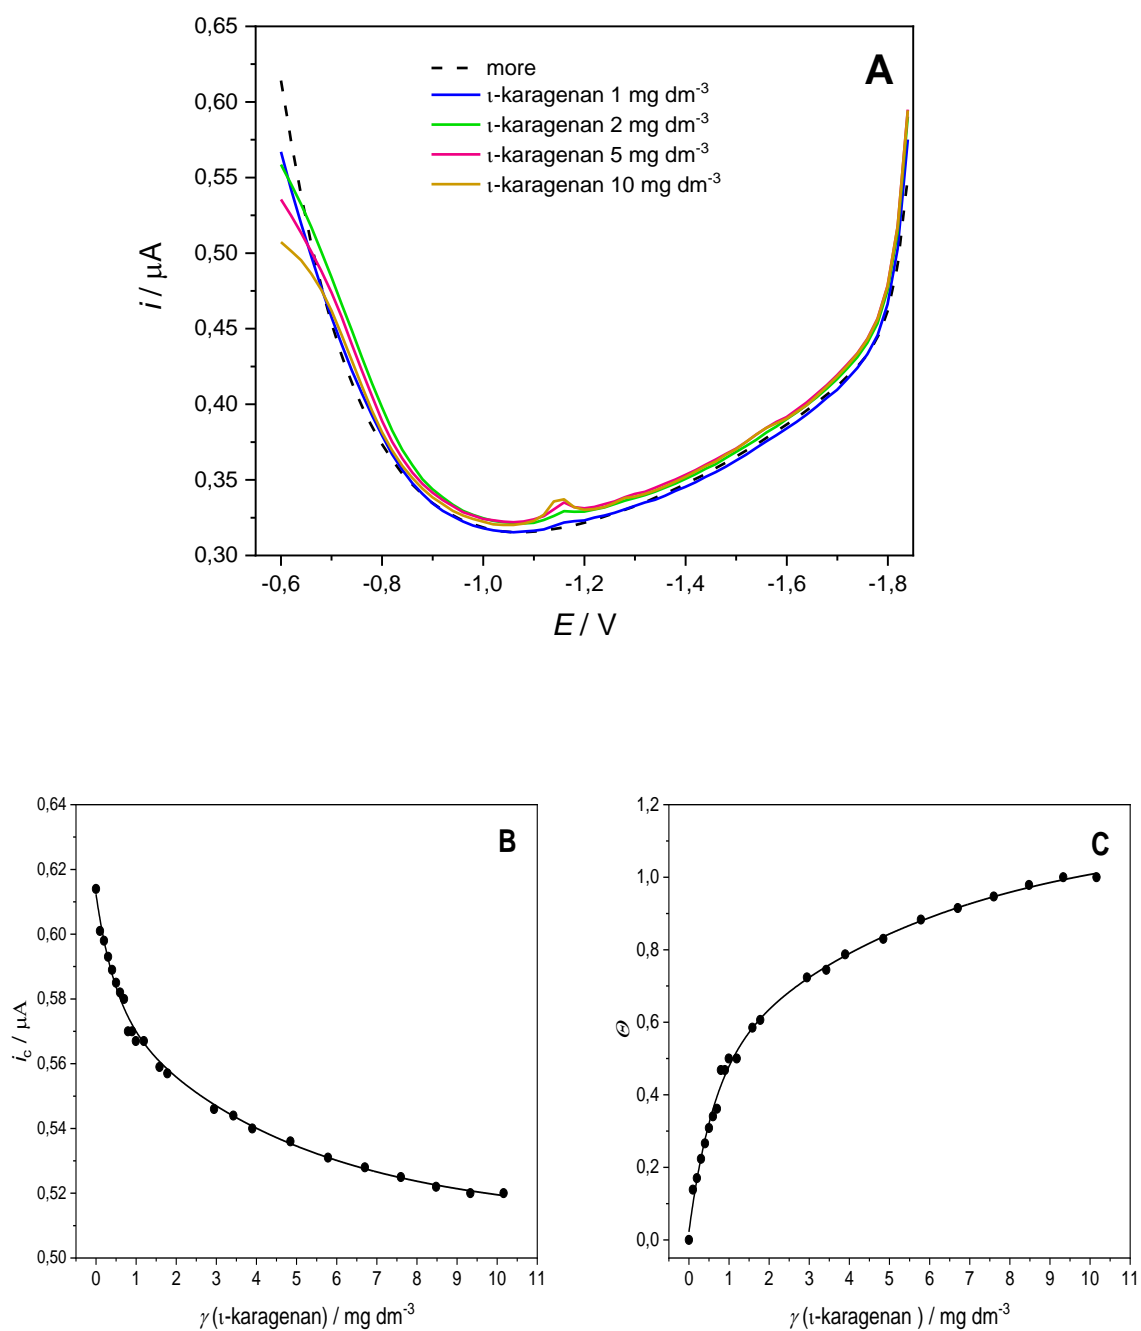 0,65
0,60
0,55
0,50
0,45
0,40
0,35
0,30
i / μA
A
more
ι-karagenan 1 mg dm⁻³
ι-karagenan 2 mg dm⁻³
ι-karagenan 5 mg dm⁻³
ι-karagenan 10 mg dm⁻³
-0,6 -0,8 -1,0 -1,2 -1,4 -1,6 -1,8
E / V
0,64
0,62
0,60
0,58
0,56
0,54
0,52
0,50
i_c / μA
B
0 1 2 3 4 5 6 7 8 9 10 11
γ (ι-karagenan) / mg dm⁻³
1,2
1,0
0,8
0,6
0,4
0,2
0,0
Θ
C
0 1 2 3 4 5 6 7 8 9 10 11
γ (ι-karagenan ) / mg dm⁻³